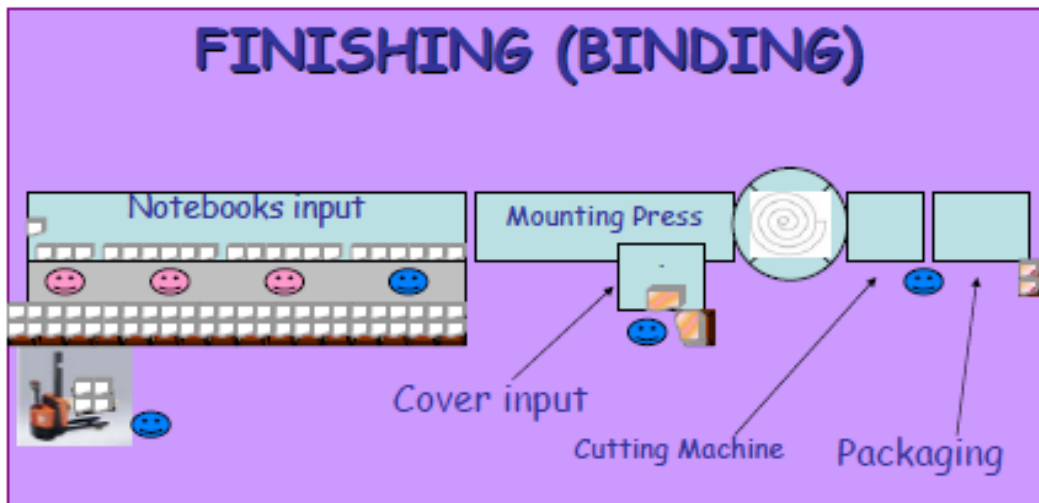 FINISHING (BINDING)
Notebooks input
Mounting Press
Cover input
Cutting Machine
Packaging